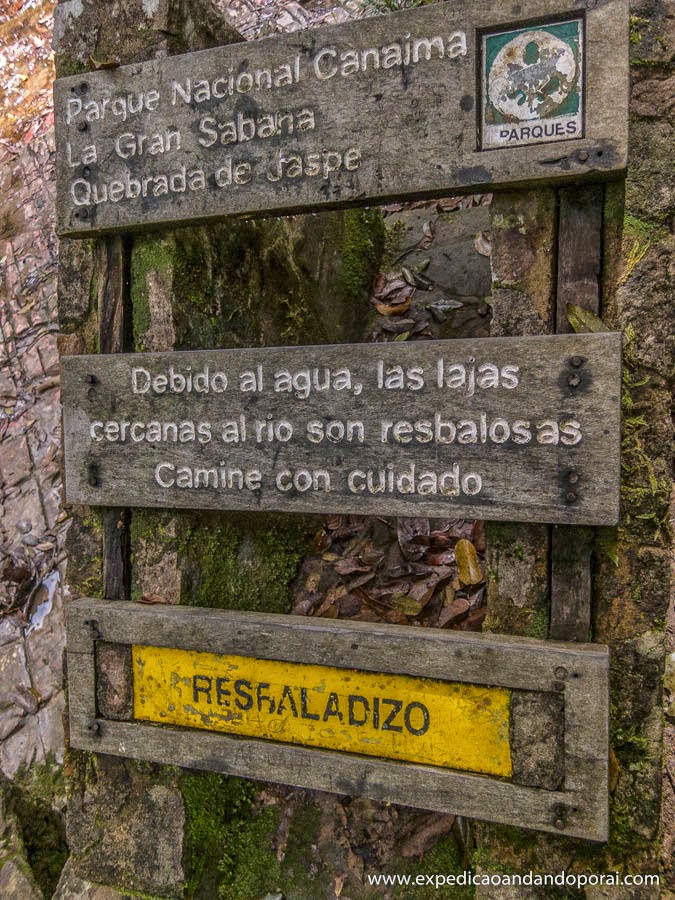 Parque Nacional Canaima
La Gran Sabana
Quebrada de Jaspe
PARQUES
Debido al agua, las lajas
cercanas al rio son resbalosas
Camine con cuidado
RESBALADIZO
www.expedicaoandandoporai.com